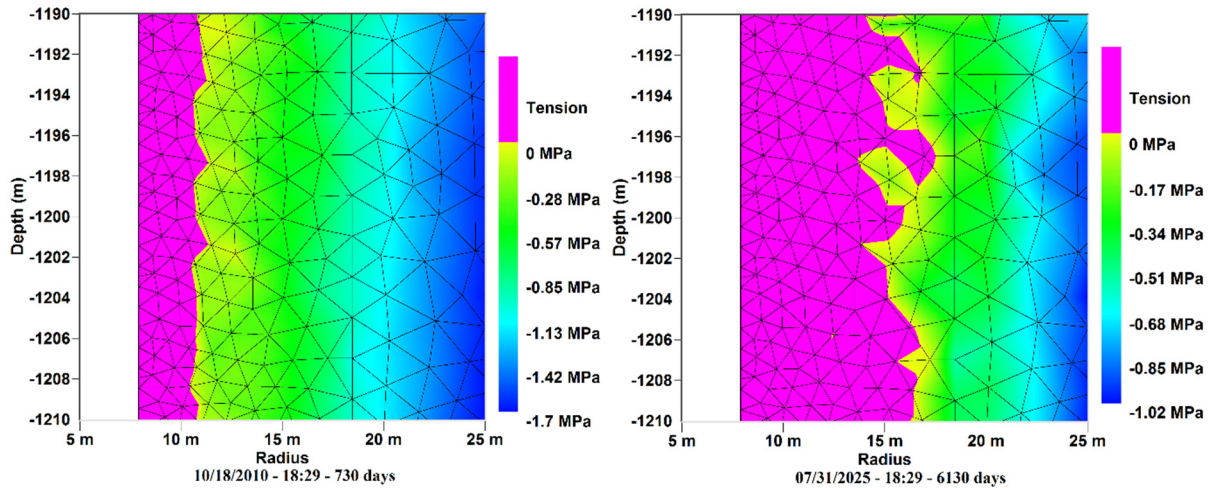 -1190
-1192
-1194
-1196
-1198
-1200
-1202
-1204
-1206
-1208
-1210
Depth (m)
5 m
10 m
15 m
20 m
25 m
Radius
10/18/2010 - 18:29 - 730 days
Tension
0 MPa
-0.28 MPa
-0.57 MPa
-0.85 MPa
-1.13 MPa
-1.42 MPa
-1.7 MPa
-1190
-1192
-1194
-1196
-1198
-1200
-1202
-1204
-1206
-1208
-1210
Depth (m)
5 m
10 m
15 m
20 m
25 m
Radius
07/31/2025 - 18:29 - 6130 days
Tension
0 MPa
-0.17 MPa
-0.34 MPa
-0.51 MPa
-0.68 MPa
-0.85 MPa
-1.02 MPa